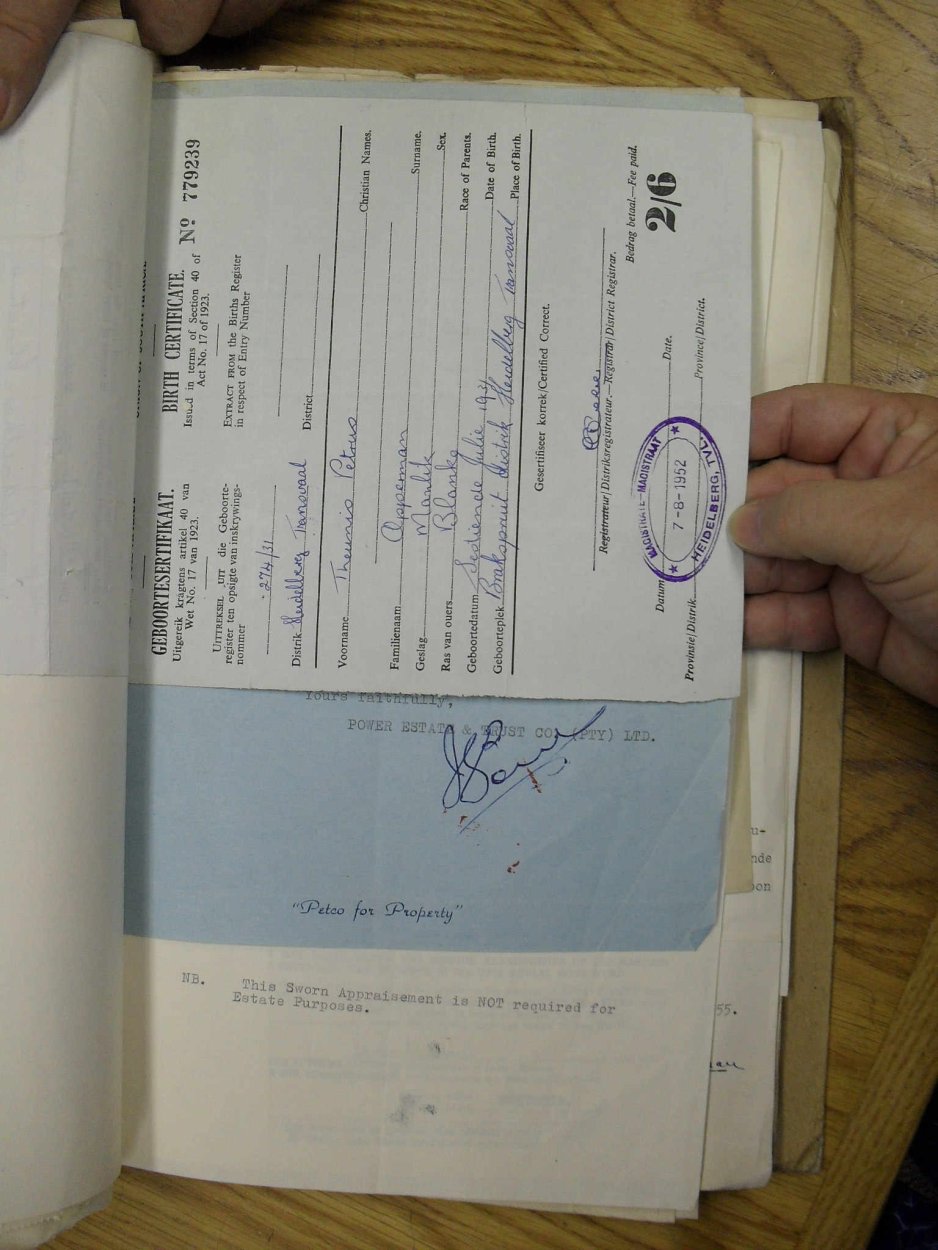 GEBOORTESERTIFIKAAT. BIRTH CERTIFICATE. Nº 779239
Uitgereik kragtens artikel 40 van Wet No. 17 van 1923.
Issued in terms of Section 40 of Act No. 17 of 1923.
UITTREKSEL UIT die Geboorte-
register ten opsigte van inskrywings-
nommer
EXTRACT FROM the Births Register
in respect of Entry Number
274/31
Distrik Heidelberg Transvaal District
Voorname Theunis Petrus Christian Names.
Familienaam Opperman Surname.
Geslag Manlik Sex.
Ras van ouers Blanke Race of Parents.
Geboortedatum Julie 1931 Date of Birth.
Geboorteplek distrik Heidelberg Transvaal Place of Birth.
Gesertifiseer korrek/Certified Correct.
Registrateur/Distriksregistrateur.—Registrar/District Registrar.
Bedrag betaal.—Fee paid.
2/6
Datum Date.
Provinsie/Distrik Province/District.
MAGISTRATE—MAGISTRAAT
7-8-1952
HEIDELBERG, TVL.
Yours faithfully,
POWER ESTATE & TRUST CO. (PTY) LTD.
"Petco for Property"
NB. This Sworn Appraisement is NOT required for
Estate Purposes.
55.